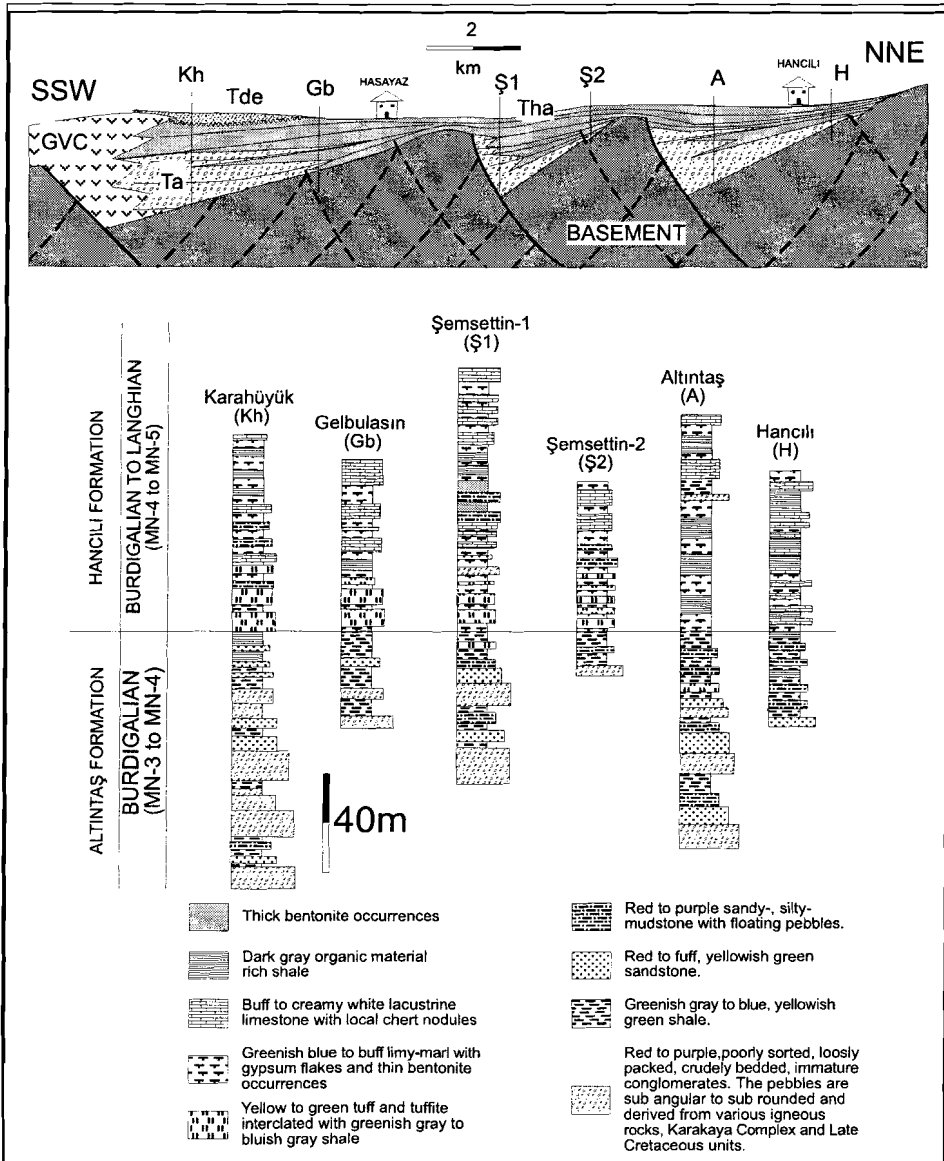 2
km
SSW
NNE
Kh
Tde
Gb
HASAYAZ
Ş1
Tha
Ş2
A
HANCILI
H
GVC
Ta
BASEMENT
HANCILI FORMATION
BURDIGALIAN TO LANGHIAN
(MN-4 to MN-5)
ALTINTAŞ FORMATION
BURDIGALIAN
(MN-3 to MN-4)
Karahüyük
(Kh)
Gelbulasın
(Gb)
Şemsettin-1
(Ş1)
Şemsettin-2
(Ş2)
Altıntaş
(A)
Hancılı
(H)
40m
Thick bentonite occurrences
Dark gray organic material
rich shale
Buff to creamy white lacustrine
limestone with local chert nodules
Greenish blue to buff limy-marl with
gypsum flakes and thin bentonite
occurrences
Yellow to green tuff and tuffite
interclated with greenish gray to
bluish gray shale
Red to purple sandy-, silty-
mudstone with floating pebbles.
Red to fuff, yellowish green
sandstone.
Greenish gray to blue, yellowish
green shale.
Red to purple,poorly sorted, loosly
packed, crudely bedded, immature
conglomerates. The pebbles are
sub angular to sub rounded and
derived from various igneous
rocks, Karakaya Complex and Late
Cretaceous units.